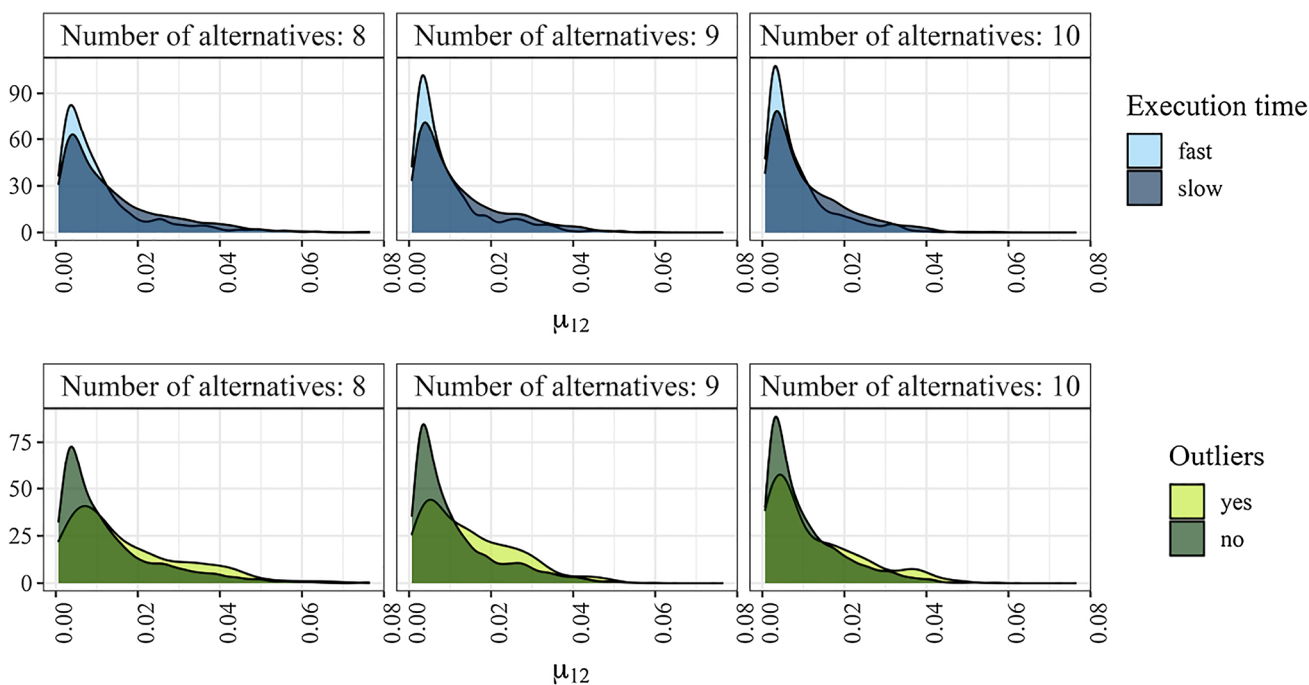 Number of alternatives: 8
Number of alternatives: 9
Number of alternatives: 10
90
60
30
0
0.00
0.02
0.04
0.06
0.08
0.00
0.02
0.04
0.06
0.08
0.00
0.02
0.04
0.06
0.08
μ12
Execution time
fast
slow
Number of alternatives: 8
Number of alternatives: 9
Number of alternatives: 10
75
50
25
0
0.00
0.02
0.04
0.06
0.08
0.00
0.02
0.04
0.06
0.08
0.00
0.02
0.04
0.06
0.08
μ12
Outliers
yes
no